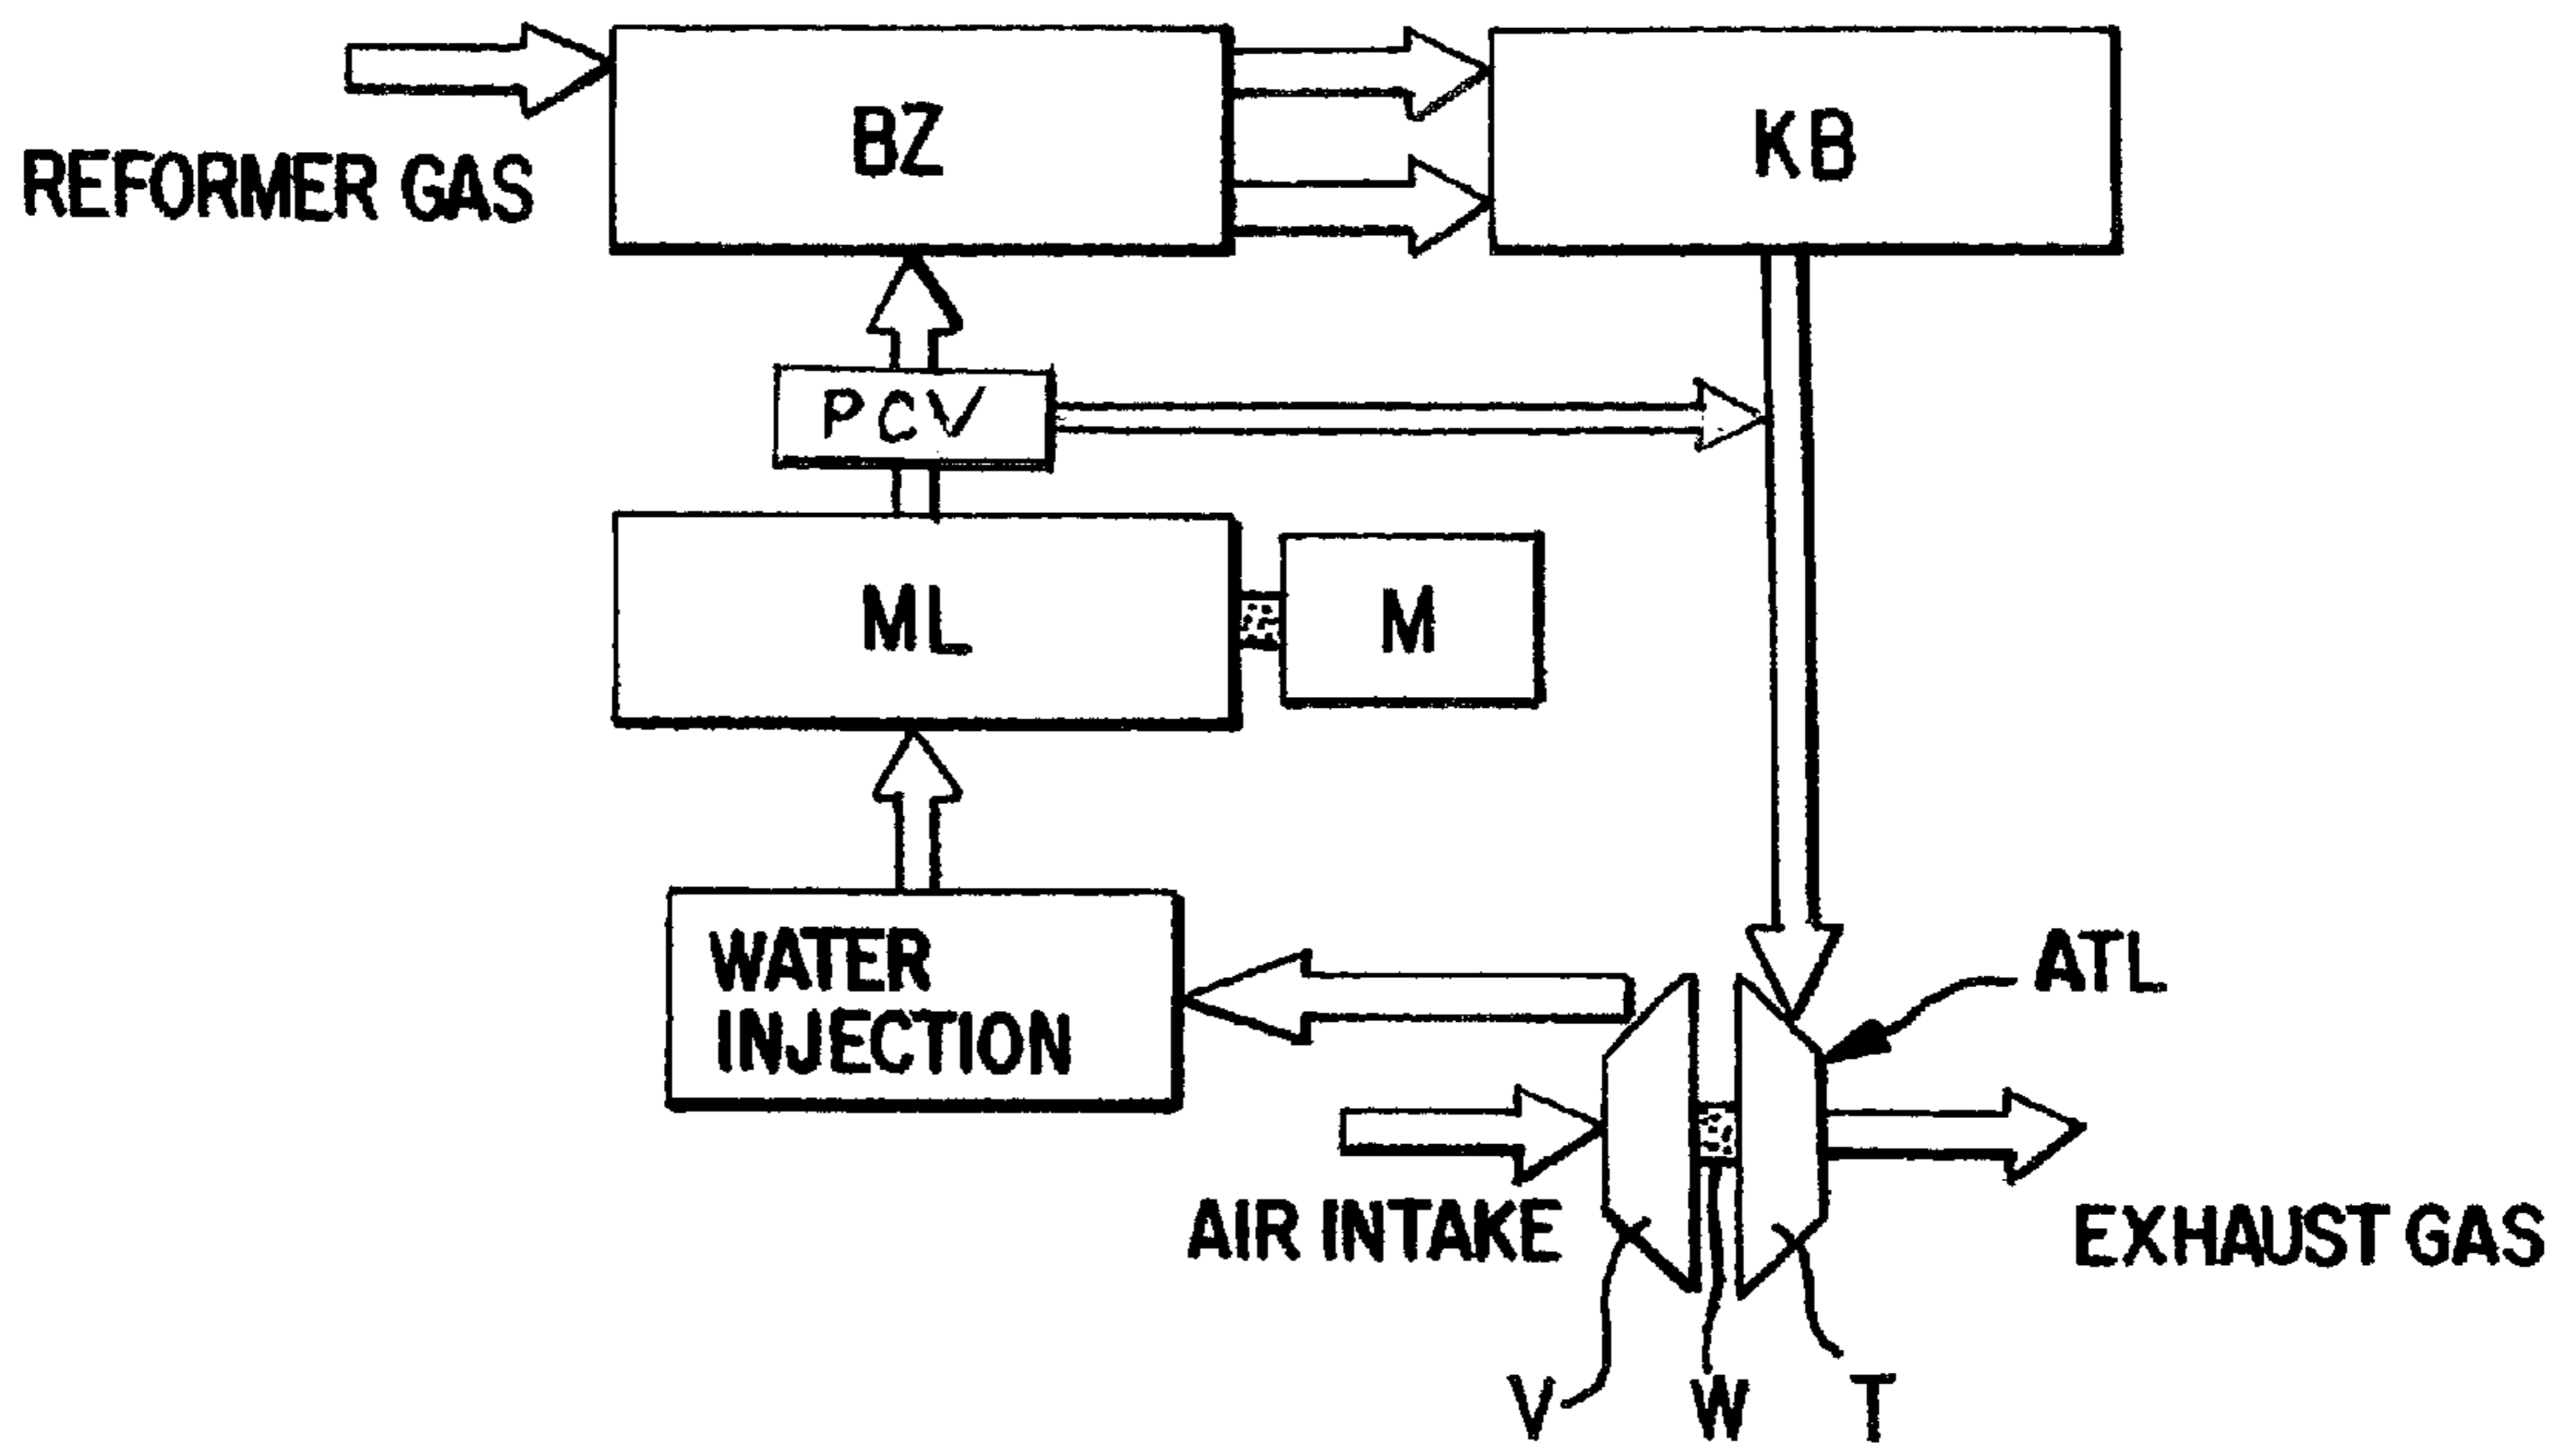 BZ
KB
REFORMER GAS
PCV
ML
M
WATER
INJECTION
ATL
AIR INTAKE
EXHAUST GAS
V
W
T